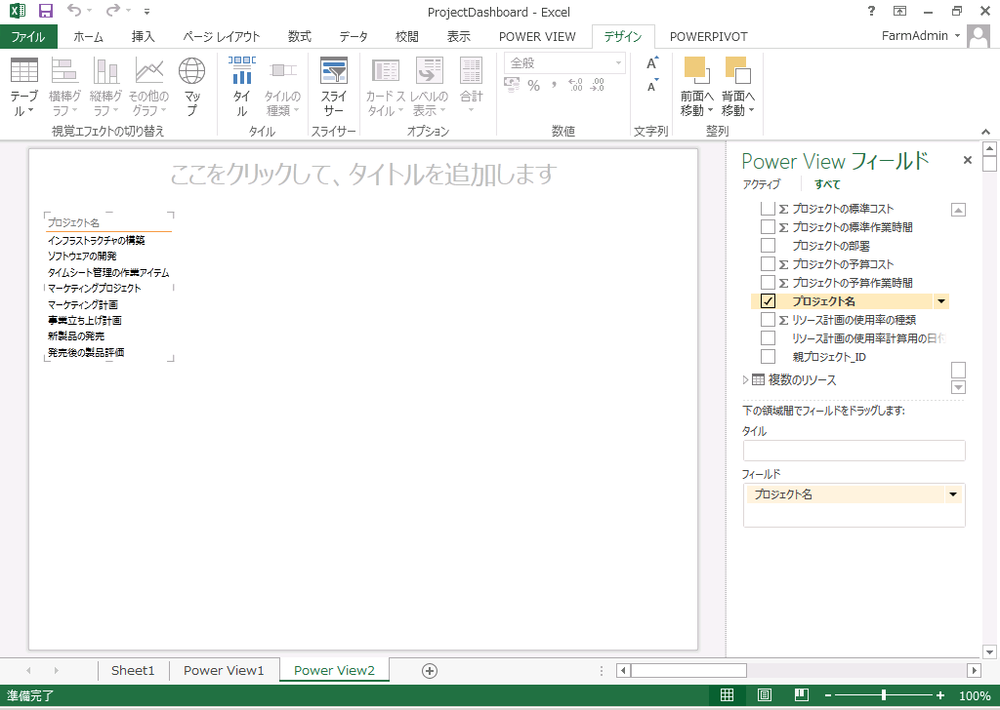 ProjectDashboard - Excel
ファイル ホーム 挿入 ページ レイアウト 数式 データ 校閲 表示 POWER VIEW デザイン POWERPIVOT FarmAdmin
テーブル
横棒グラフ
縦棒グラフ
その他のグラフ
マップ
視覚エフェクトの切り替え
タイル
タイルの種類
タイル
スライサー
スライサー
カード スタイル
レベルの表示
合計
オプション
全般
% ,
.00
.00
数値
A
A
文字列
前面へ移動
背面へ移動
整列
ここをクリックして、タイトルを追加します
プロジェクト名
インフラストラクチャの構築
ソフトウェアの開発
タイムシート管理の作業アイテム
マーケティングプロジェクト
マーケティング計画
事業立ち上げ計画
新製品の発売
発売後の製品評価
Power View フィールド
アクティブ すべて
Σ プロジェクトの標準コスト
Σ プロジェクトの標準作業時間
プロジェクトの部署
Σ プロジェクトの予算コスト
Σ プロジェクトの予算作業時間
プロジェクト名
Σ リソース計画の使用率の種類
リソース計画の使用率計算用の日付
親プロジェクト_ID
複数のリソース
下の領域間でフィールドをドラッグします:
タイル
フィールド
プロジェクト名
Sheet1 Power View1 Power View2
準備完了 100%